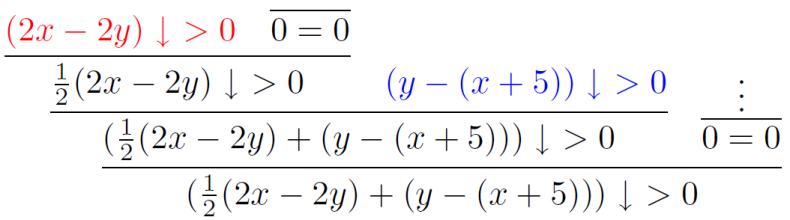 (2x − 2y) ↓ > 0 0 = 0
½(2x − 2y) ↓ > 0 (y − (x + 5)) ↓ > 0 ⋮
(½(2x − 2y) + (y − (x + 5))) ↓ > 0 0 = 0
(½(2x − 2y) + (y − (x + 5))) ↓ > 0